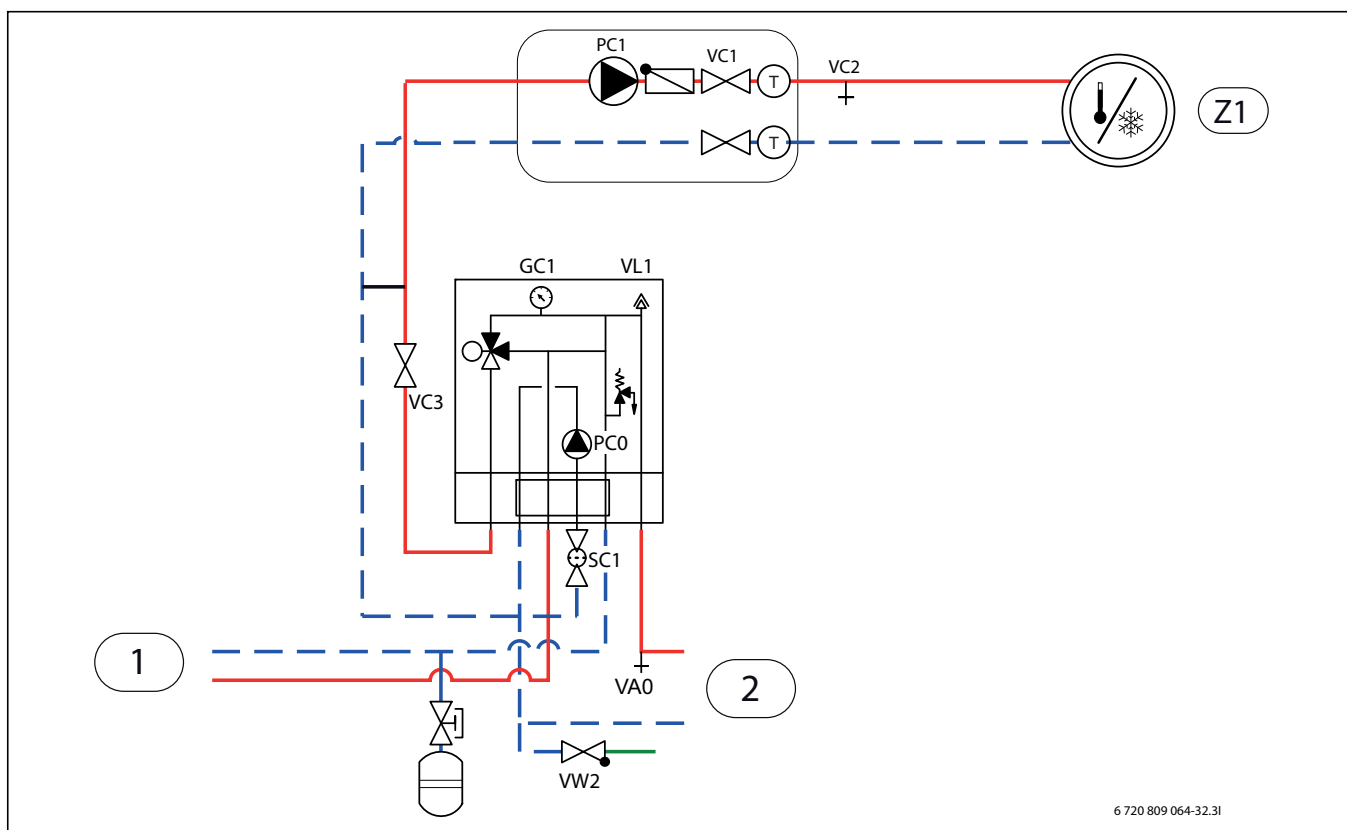 PC1
VC1
VC2
T
T
Z1
GC1
VL1
VC3
PC0
SC1
1
VA0
2
VW2
6 720 809 064-32.3I